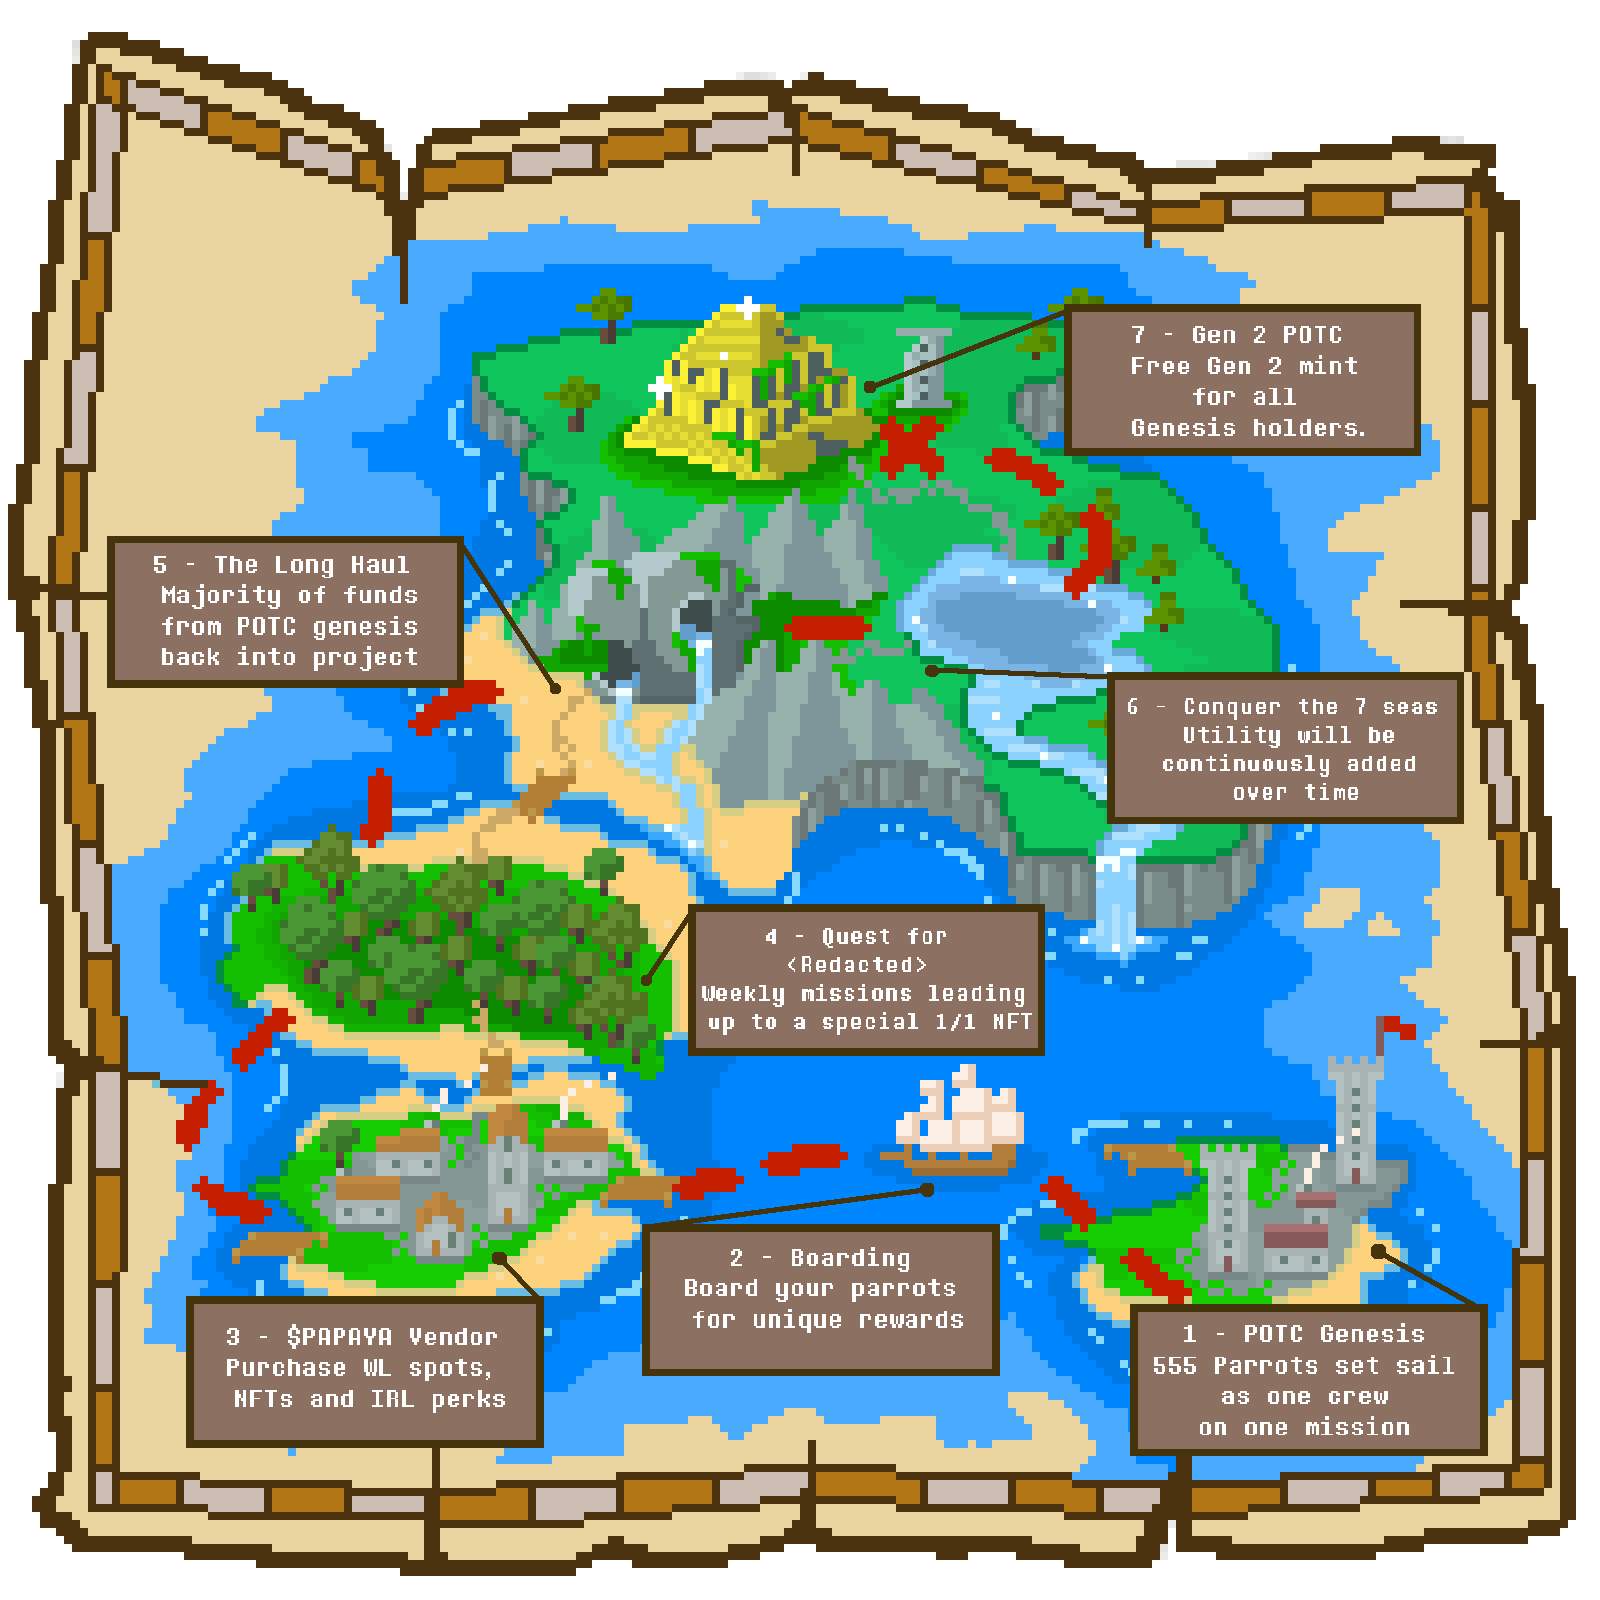 7 - Gen 2 POTC
Free Gen 2 mint
for all
Genesis holders.
5 - The Long Haul
Majority of funds
from POTC genesis
back into project
6 - Conquer the 7 seas
Utility will be
continuously added
over time
4 - Quest for
<Redacted>
Weekly missions leading
up to a special 1/1 NFT
2 - Boarding
Board your parrots
for unique rewards
3 - $PAPAYA Vendor
Purchase WL spots,
NFTs and IRL perks
1 - POTC Genesis
555 Parrots set sail
as one crew
on one mission